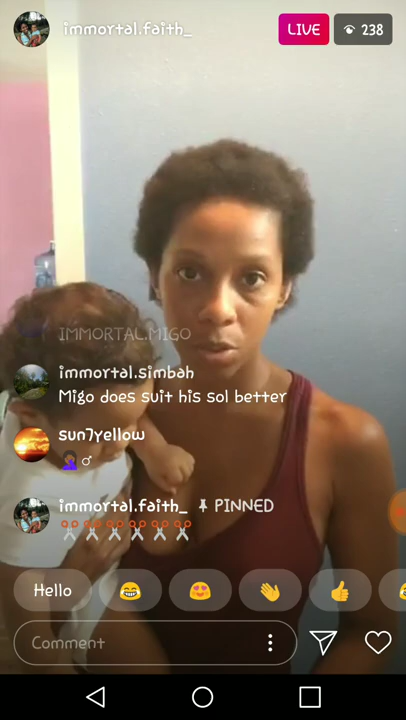 immortal.faith_
LIVE
238
IMMORTAL.MIGO
immortal.simbah
Migo does suit his sol better
sun7yellow
immortal.faith_ PINNED
Hello
Comment